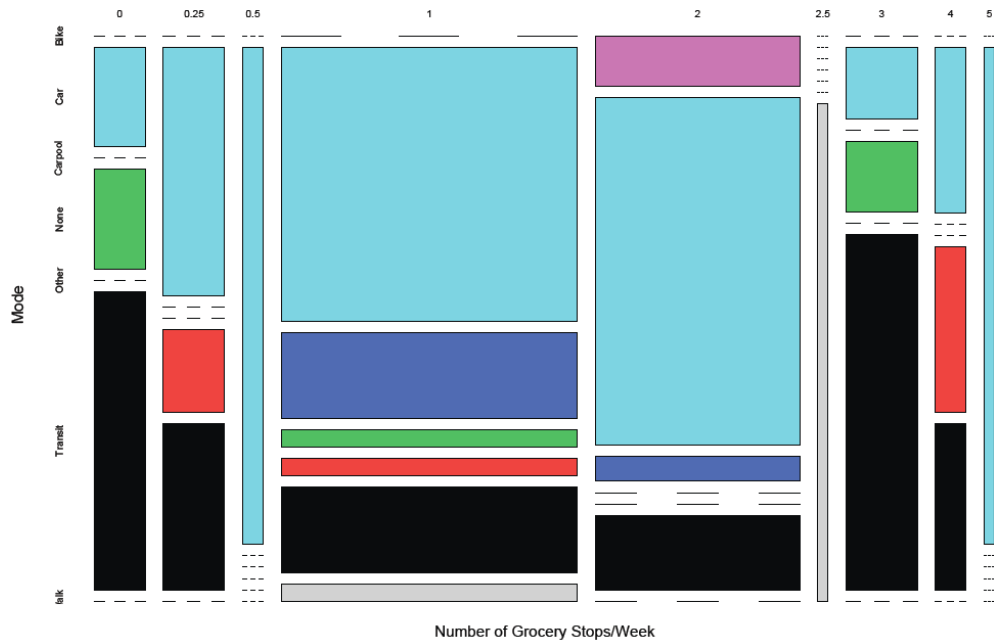 0 0.25 0.5 1 2 2.5 3 4 5
Bike
Car
Carpool
None
Other
Transit
Mode
Number of Grocery Stops/Week